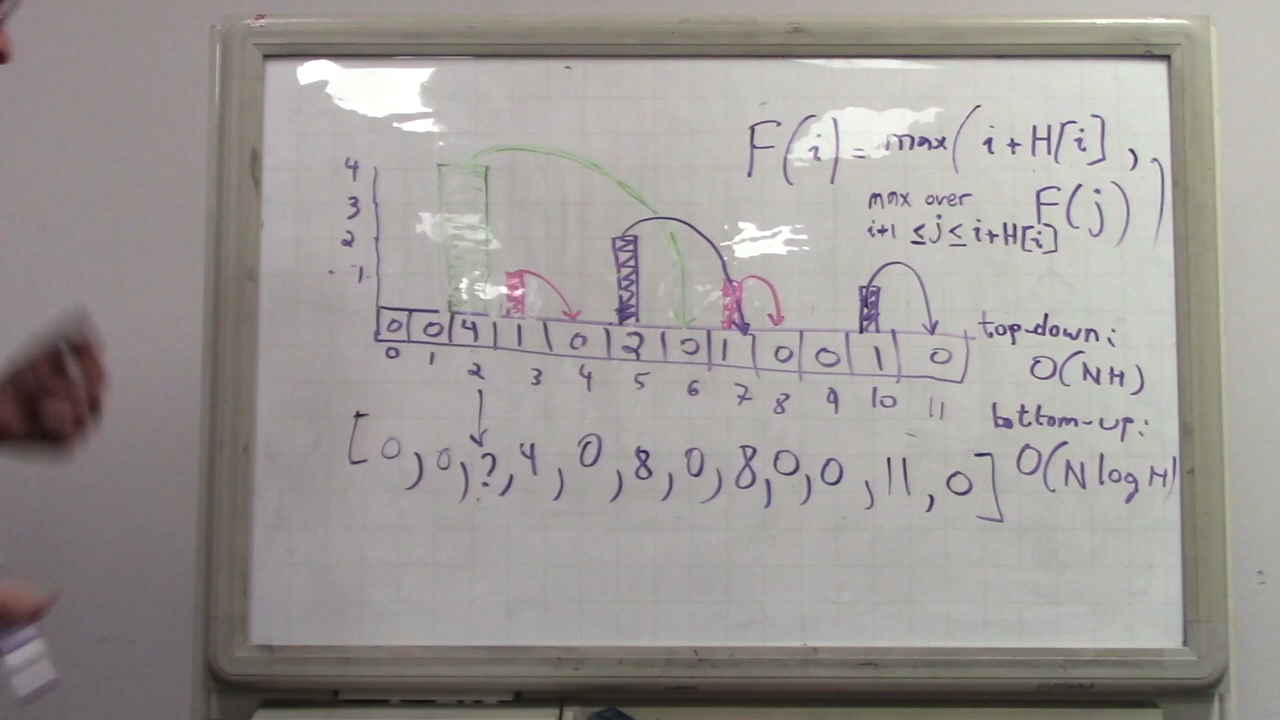 F(i) = max( i + H[i] ,
max over F(j) )
i+1 ≤ j ≤ i+H[i]
4
3
2
1
0 0 4 1 0 2 0 1 0 0 1 0
0 1 2 3 4 5 6 7 8 9 10 11
top-down:
O(NH)
bottom-up:
O(N log H)
[0, 0, ?, 4, 0, 8, 0, 8, 0, 0, 11, 0]